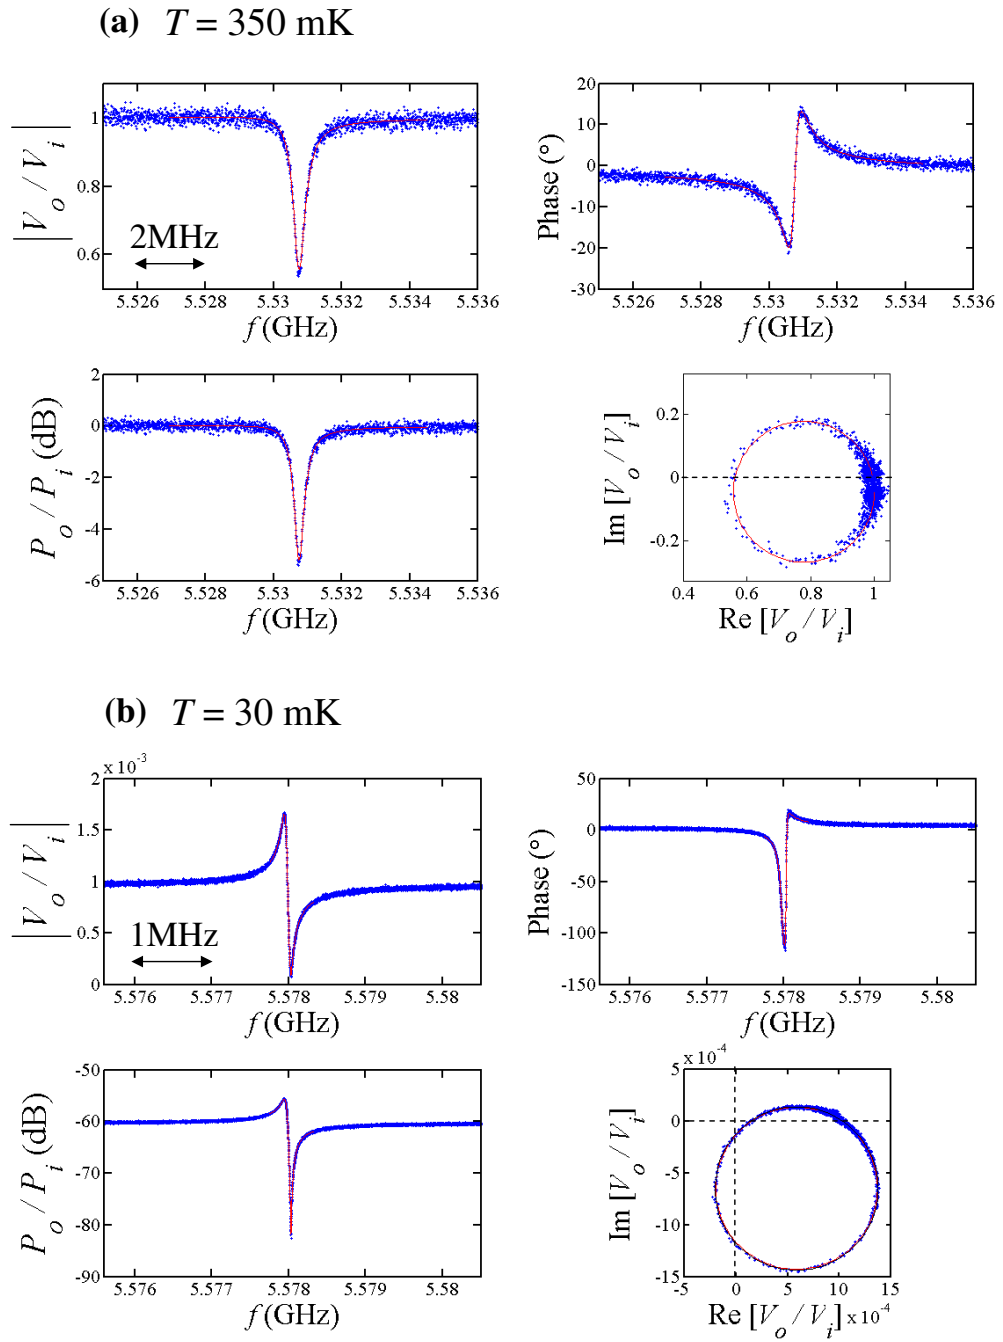 (a) T = 350 mK
|V_o / V_i|
1
0.8
0.6
2MHz
5.526 5.528 5.53 5.532 5.534 5.536
f (GHz)
Phase (°)
20
10
0
-10
-20
-30
5.526 5.528 5.53 5.532 5.534 5.536
f (GHz)
P_o / P_i (dB)
2
0
-2
-4
-6
5.526 5.528 5.53 5.532 5.534 5.536
f (GHz)
Im [V_o / V_i]
0.2
0
-0.2
0.4 0.6 0.8 1
Re [V_o / V_i]
(b) T = 30 mK
|V_o / V_i|
x 10^-3
2
1.5
1
0.5
0
1MHz
5.576 5.577 5.578 5.579 5.58
f (GHz)
Phase (°)
50
0
-50
-100
-150
5.576 5.577 5.578 5.579 5.58
f (GHz)
P_o / P_i (dB)
-50
-60
-70
-80
-90
5.576 5.577 5.578 5.579 5.58
f (GHz)
Im [V_o / V_i]
x 10^-4
5
0
-5
-10
-15
-5 0 5 10 15
Re [V_o / V_i] x10^-4